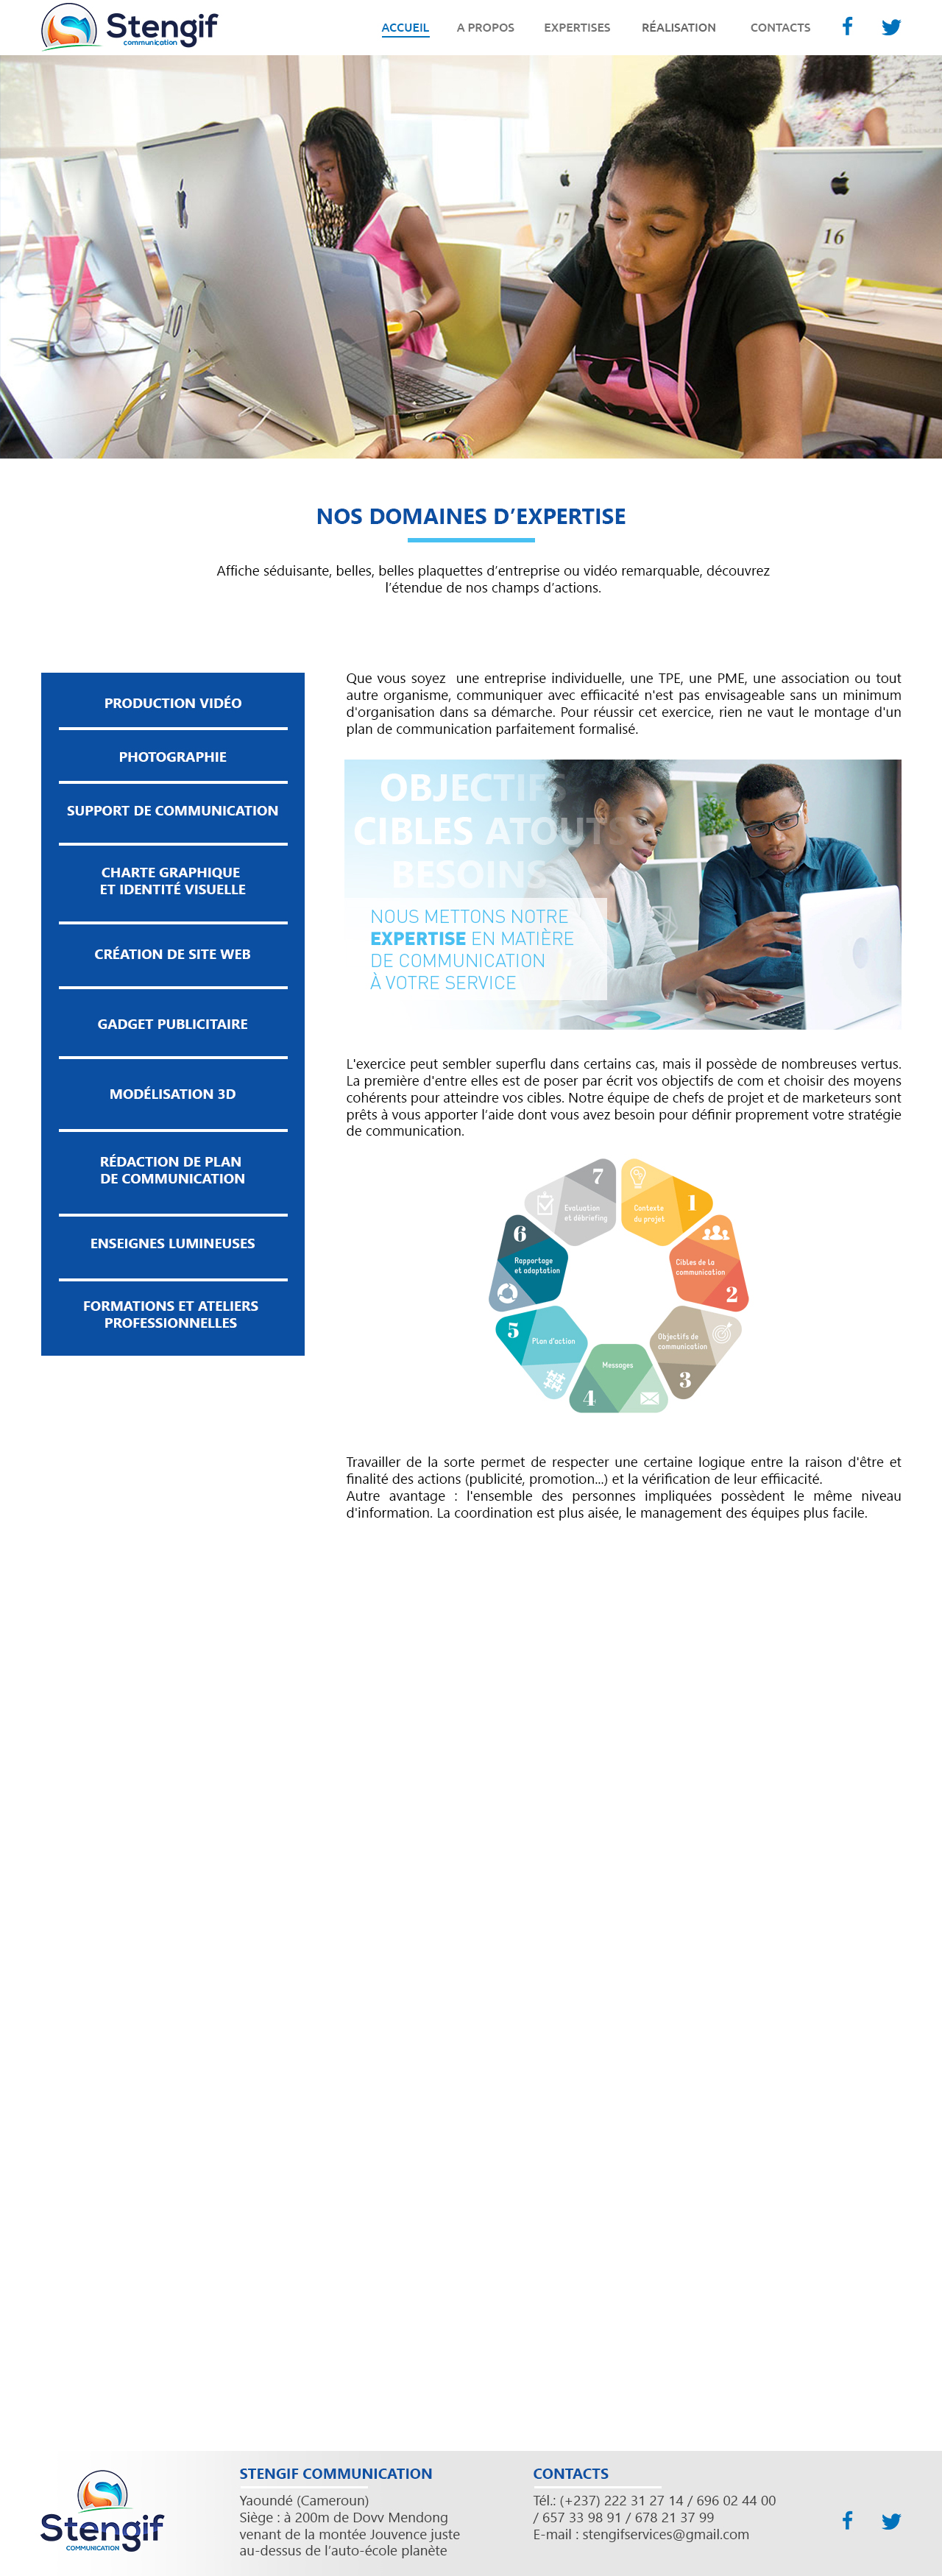 Stengif
communication
ACCUEIL
A PROPOS
EXPERTISES
RÉALISATION
CONTACTS
10
17
16
NOS DOMAINES D’EXPERTISE
Affiche séduisante, belles, belles plaquettes d’entreprise ou vidéo remarquable, découvrez
l’étendue de nos champs d’actions.
PRODUCTION VIDÉO
PHOTOGRAPHIE
SUPPORT DE COMMUNICATION
CHARTE GRAPHIQUE
ET IDENTITÉ VISUELLE
CRÉATION DE SITE WEB
GADGET PUBLICITAIRE
MODÉLISATION 3D
RÉDACTION DE PLAN
DE COMMUNICATION
ENSEIGNES LUMINEUSES
FORMATIONS ET ATELIERS
PROFESSIONNELLES
Que vous soyez une entreprise individuelle, une TPE, une PME, une association ou tout
autre organisme, communiquer avec effiicacité n'est pas envisageable sans un minimum
d'organisation dans sa démarche. Pour réussir cet exercice, rien ne vaut le montage d'un
plan de communication parfaitement formalisé.
OBJECTIFS
CIBLES ATOUTS
BESOINS
NOUS METTONS NOTRE
EXPERTISE EN MATIÈRE
DE COMMUNICATION
À VOTRE SERVICE
L'exercice peut sembler superflu dans certains cas, mais il possède de nombreuses vertus.
La première d'entre elles est de poser par écrit vos objectifs de com et choisir des moyens
cohérents pour atteindre vos cibles. Notre équipe de chefs de projet et de marketeurs sont
prêts à vous apporter l’aide dont vous avez besoin pour définir proprement votre stratégie
de communication.
1
Contexte
du projet
Cibles de la
communication
2
Objectifs de
communication
3
Messages
4
5
Plan d'action
6
Rapportage
et adaptation
7
Evaluation
et débriefing
Travailler de la sorte permet de respecter une certaine logique entre la raison d'être et
finalité des actions (publicité, promotion...) et la vérification de leur effiicacité.
Autre avantage : l'ensemble des personnes impliquées possèdent le même niveau
d'information. La coordination est plus aisée, le management des équipes plus facile.
Stengif
COMMUNICATION
STENGIF COMMUNICATION
Yaoundé (Cameroun)
Siège : à 200m de Dovv Mendong
venant de la montée Jouvence juste
au-dessus de l’auto-école planète
CONTACTS
Tél.: (+237) 222 31 27 14 / 696 02 44 00
/ 657 33 98 91 / 678 21 37 99
E-mail : stengifservices@gmail.com